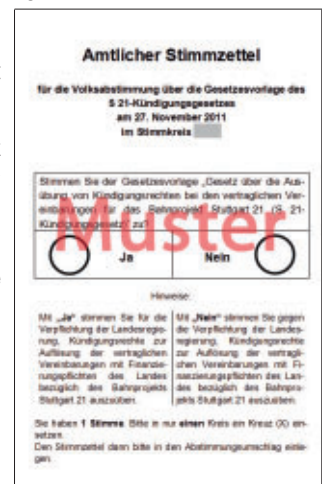 Amtlicher Stimmzettel
für die Volksabstimmung über die Gesetzesvorlage des
S 21-Kündigungsgesetzes
am 27. November 2011
im Stimmkreis
Stimmen Sie der Gesetzesvorlage „Gesetz über die Aus-
übung von Kündigungsrechten bei den vertraglichen Ver-
einbarungen für das Bahnprojekt Stuttgart 21 (S 21-
Kündigungsgesetz)“ zu?
Muster
Ja Nein
Hinweise:
Mit „Ja“ stimmen Sie für die
Verpflichtung der Landesregie-
rung, Kündigungsrechte zur
Auflösung der vertraglichen
Vereinbarungen mit Finanzie-
rungspflichten des Landes
bezüglich des Bahnprojekts
Stuttgart 21 auszuüben.
Mit „Nein“ stimmen Sie gegen
die Verpflichtung der Landes-
regierung, Kündigungsrechte
zur Auflösung der vertragli-
chen Vereinbarungen mit Fi-
nanzierungspflichten des Lan-
des bezüglich des Bahnpro-
jekts Stuttgart 21 auszuüben.
Sie haben 1 Stimme. Bitte in nur einen Kreis ein Kreuz (X) ein-
setzen.
Den Stimmzettel dann bitte in den Abstimmungsumschlag einle-
gen.